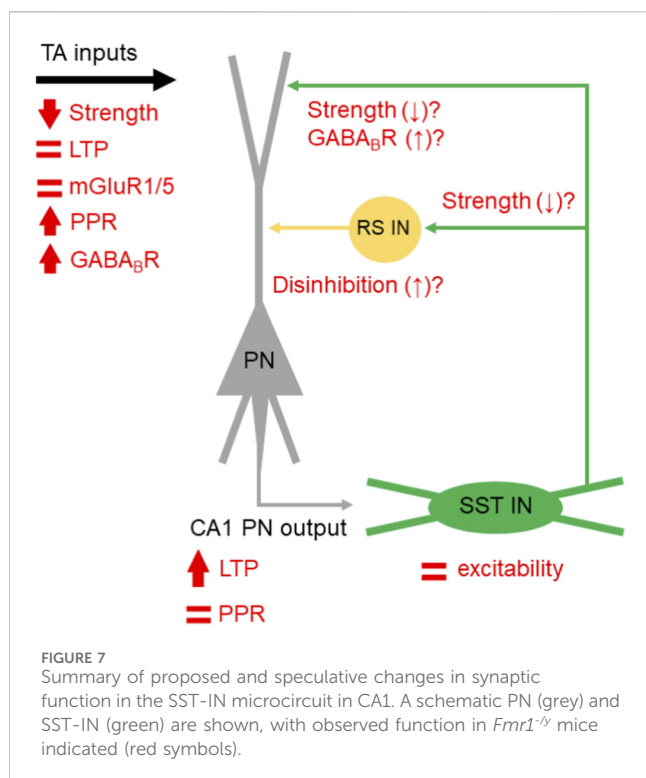 TA inputs
Strength
LTP
mGluR1/5
PPR
GABA_BR
Strength (↓)?
GABA_BR (↑)?
Strength (↓)?
RS IN
Disinhibition (↑)?
PN
SST IN
CA1 PN output
LTP
PPR
excitability
FIGURE 7
Summary of proposed and speculative changes in synaptic
function in the SST-IN microcircuit in CA1. A schematic PN (grey) and
SST-IN (green) are shown, with observed function in Fmr1^-/y mice
indicated (red symbols).